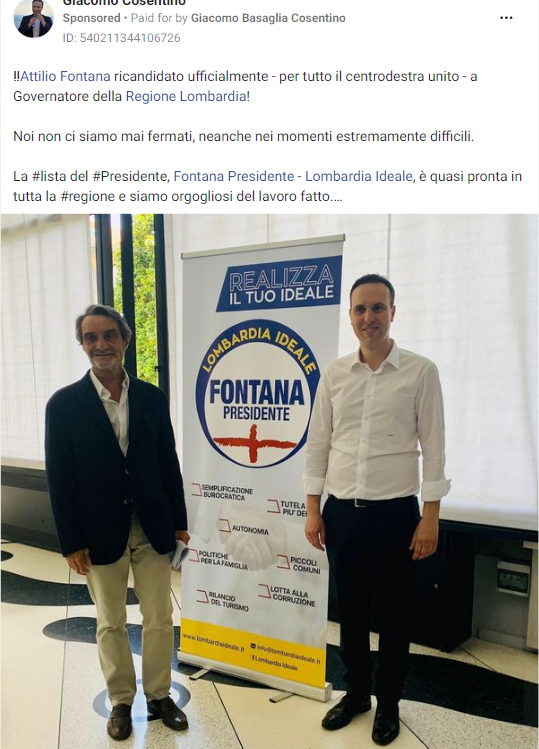 Giacomo Cosentino
Sponsored • Paid for by Giacomo Basaglia Cosentino
ID: 540211344106726
‼Attilio Fontana ricandidato ufficialmente - per tutto il centrodestra unito - a
Governatore della Regione Lombardia!
Noi non ci siamo mai fermati, neanche nei momenti estremamente difficili.
La #lista del #Presidente, Fontana Presidente - Lombardia Ideale, è quasi pronta in
tutta la #regione e siamo orgogliosi del lavoro fatto....
REALIZZA
IL TUO IDEALE
LOMBARDIA IDEALE
FONTANA
PRESIDENTE
SEMPLIFICAZIONE
BUROCRATICA
TUTELA
PIU' DE
AUTONOMIA
POLITICHE
PER LA FAMIGLIA
PICCOLI
COMUNI
RILANCIO
DEL TURISMO
LOTTA ALLA
CORRUZIONE
www.lombardiaideale.it
info@lombardiaideale.it
Lombardia Ideale